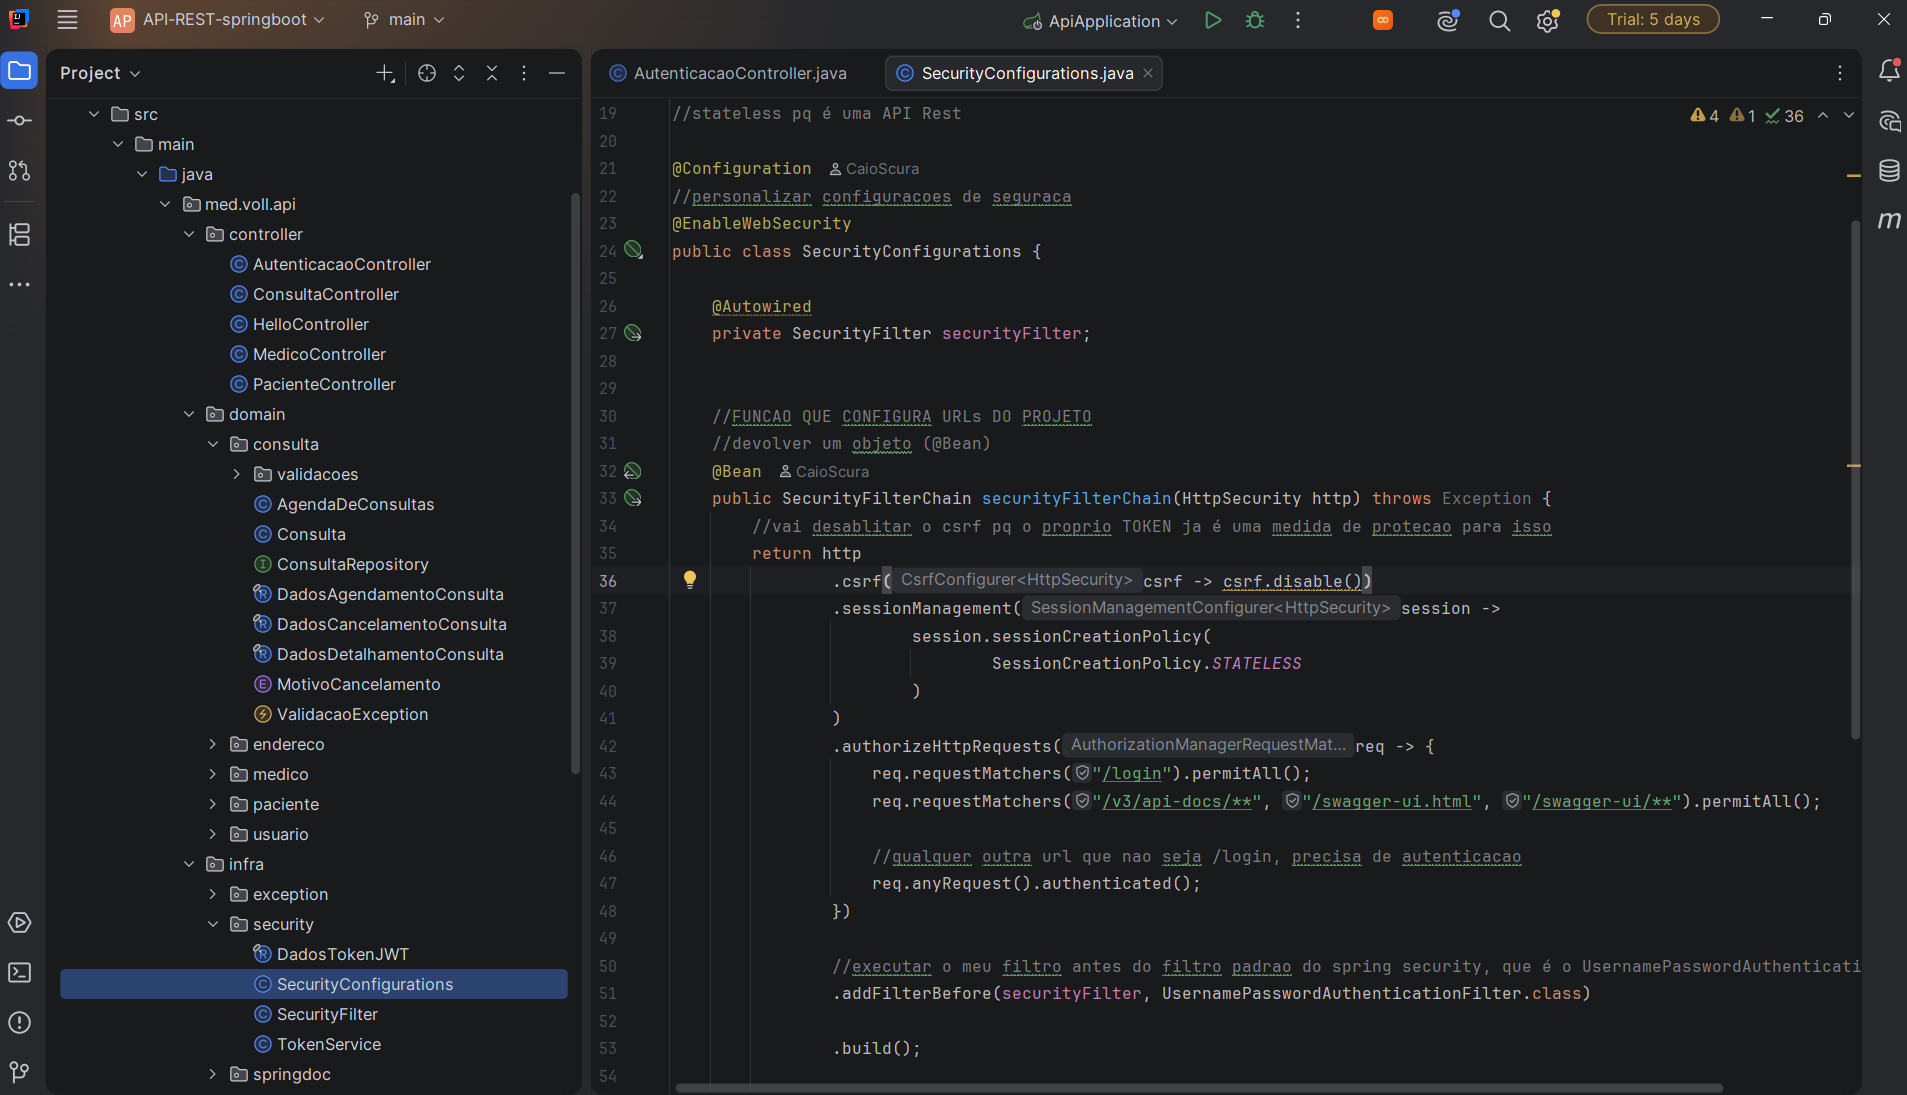 AP API-REST-springboot main ApiApplication Trial: 5 days
Project
src
main
java
med.voll.api
controller
AutenticacaoController
ConsultaController
HelloController
MedicoController
PacienteController
domain
consulta
validacoes
AgendaDeConsultas
Consulta
ConsultaRepository
DadosAgendamentoConsulta
DadosCancelamentoConsulta
DadosDetalhamentoConsulta
MotivoCancelamento
ValidacaoException
endereco
medico
paciente
usuario
infra
exception
security
DadosTokenJWT
SecurityConfigurations
SecurityFilter
TokenService
springdoc
AutenticacaoController.java SecurityConfigurations.java
4 1 36
19 //stateless pq é uma API Rest
20
21 @Configuration CaioScura
22 //personalizar configuracoes de seguraca
23 @EnableWebSecurity
24 public class SecurityConfigurations {
25
26 @Autowired
27 private SecurityFilter securityFilter;
28
29
30 //FUNCAO QUE CONFIGURA URLs DO PROJETO
31 //devolver um objeto (@Bean)
32 @Bean CaioScura
33 public SecurityFilterChain securityFilterChain(HttpSecurity http) throws Exception {
34 //vai desablitar o csrf pq o proprio TOKEN ja é uma medida de protecao para isso
35 return http
36 .csrf( CsrfConfigurer<HttpSecurity> csrf -> csrf.disable())
37 .sessionManagement( SessionManagementConfigurer<HttpSecurity> session ->
38 session.sessionCreationPolicy(
39 SessionCreationPolicy.STATELESS
40 )
41 )
42 .authorizeHttpRequests( AuthorizationManagerRequestMat... req -> {
43 req.requestMatchers("/login").permitAll();
44 req.requestMatchers("/v3/api-docs/**", "/swagger-ui.html", "/swagger-ui/**").permitAll();
45
46 //qualquer outra url que nao seja /login, precisa de autenticacao
47 req.anyRequest().authenticated();
48 })
49
50 //executar o meu filtro antes do filtro padrao do spring security, que é o UsernamePasswordAuthenticati
51 .addFilterBefore(securityFilter, UsernamePasswordAuthenticationFilter.class)
52
53 .build();
54